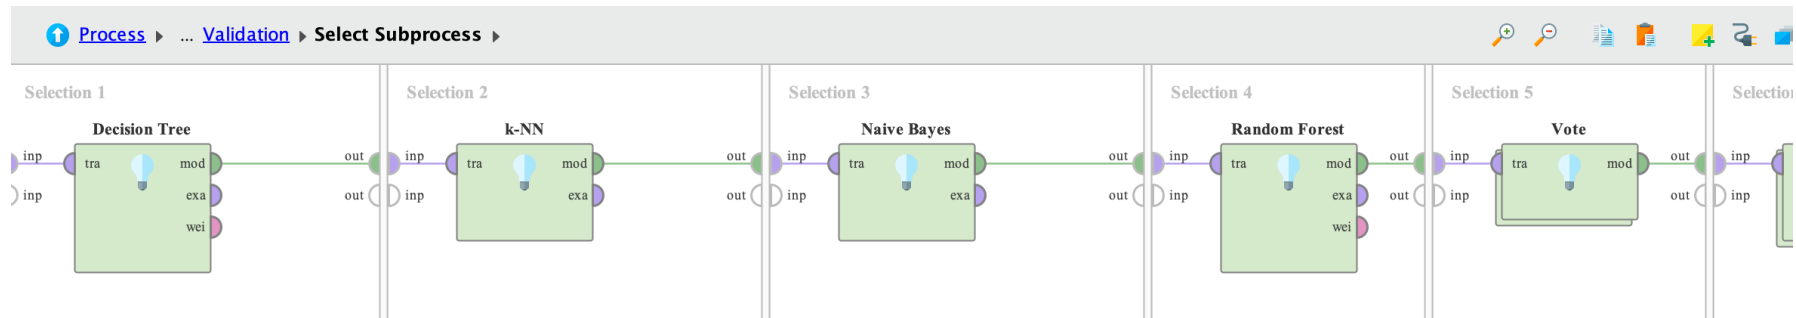 Process ... Validation Select Subprocess
Selection 1 Selection 2 Selection 3 Selection 4 Selection 5
Decision Tree k-NN Naive Bayes Random Forest Vote
inp tra mod out inp tra mod out inp tra mod out inp tra mod out inp tra mod out inp
inp exa out inp exa out inp exa out inp exa out inp out inp
wei wei